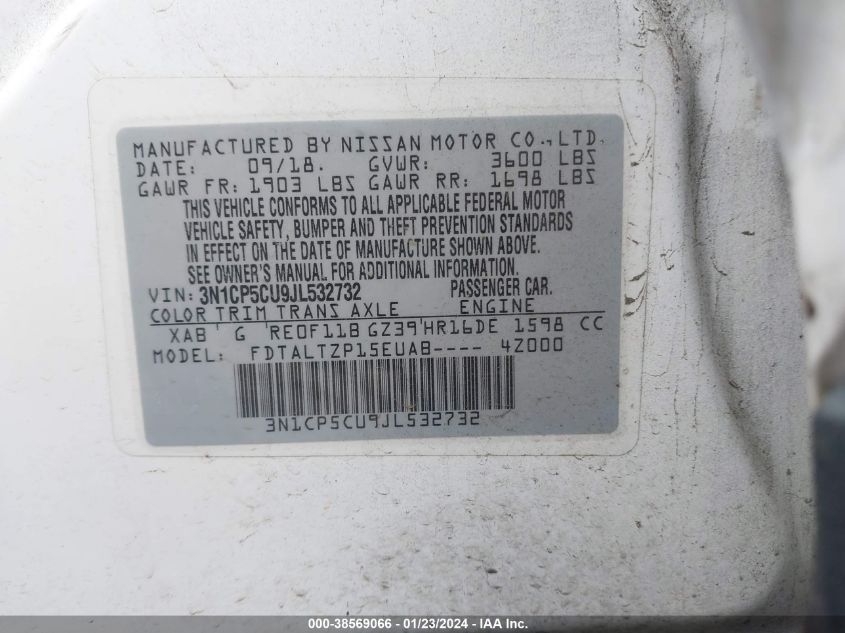 MANUFACTURED BY NISSAN MOTOR CO.,LTD.
DATE: 09/18. GVWR: 3600 LBS
GAWR FR: 1903 LBS GAWR RR: 1698 LBS
THIS VEHICLE CONFORMS TO ALL APPLICABLE FEDERAL MOTOR
VEHICLE SAFETY, BUMPER AND THEFT PREVENTION STANDARDS
IN EFFECT ON THE DATE OF MANUFACTURE SHOWN ABOVE.
SEE OWNER'S MANUAL FOR ADDITIONAL INFORMATION.
VIN: 3N1CP5CU9JL532732 PASSENGER CAR.
COLOR TRIM TRANS AXLE ENGINE
XAB ' G 'RE0F11B GZ39'HR16DE 1598 CC
MODEL: FDTALTZP15EUAB---- 4Z000
3N1CP5CU9JL532732
000-38569066 - 01/23/2024 - IAA Inc.